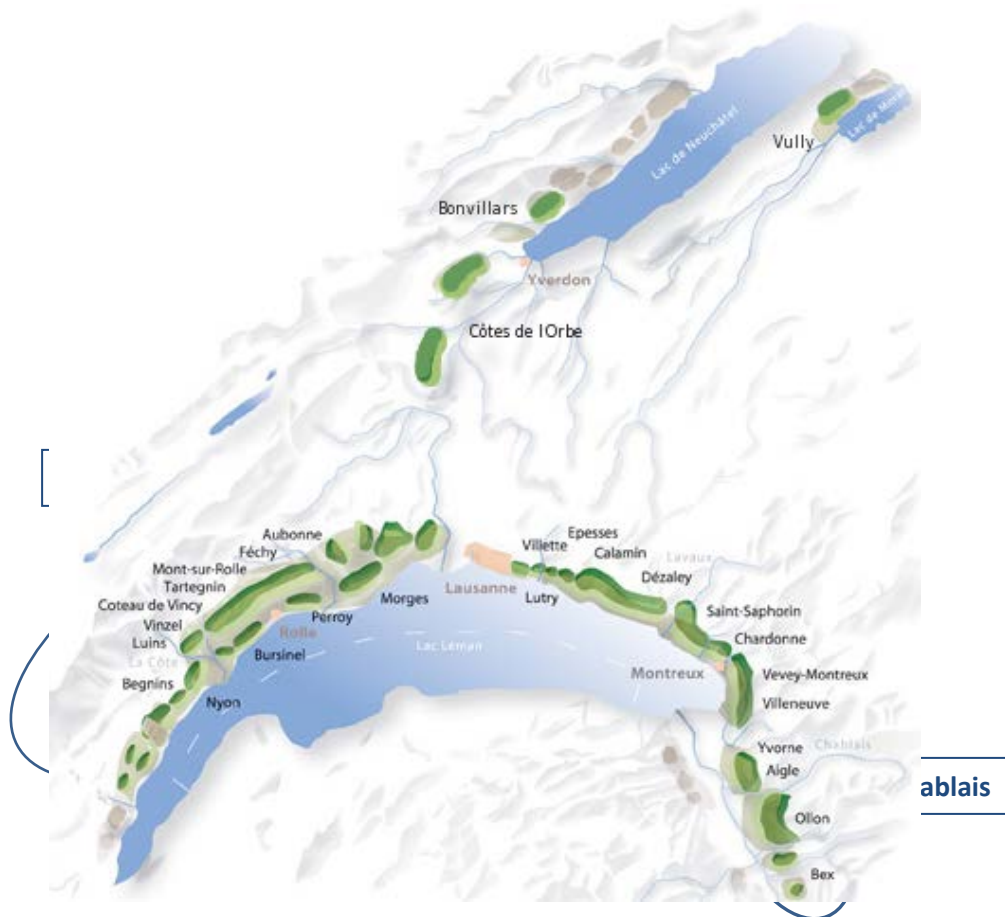 Lac de Neuchâtel
Lac de Morat
Vully
Bonvillars
Yverdon
Côtes de lOrbe
Aubonne
Féchy
Mont-sur-Rolle
Tartegnin
Coteau de Vincy
Vinzel
Luins
La Côte
Begnins
Nyon
Bursinel
Rolle
Perroy
Morges
Lac Léman
Lausanne
Lutry
Villette
Epesses
Calamin
Lavaux
Dézaley
Saint-Saphorin
Chardonne
Montreux
Vevey-Montreux
Villeneuve
Yvorne
Chablais
Aigle
ablais
Ollon
Bex